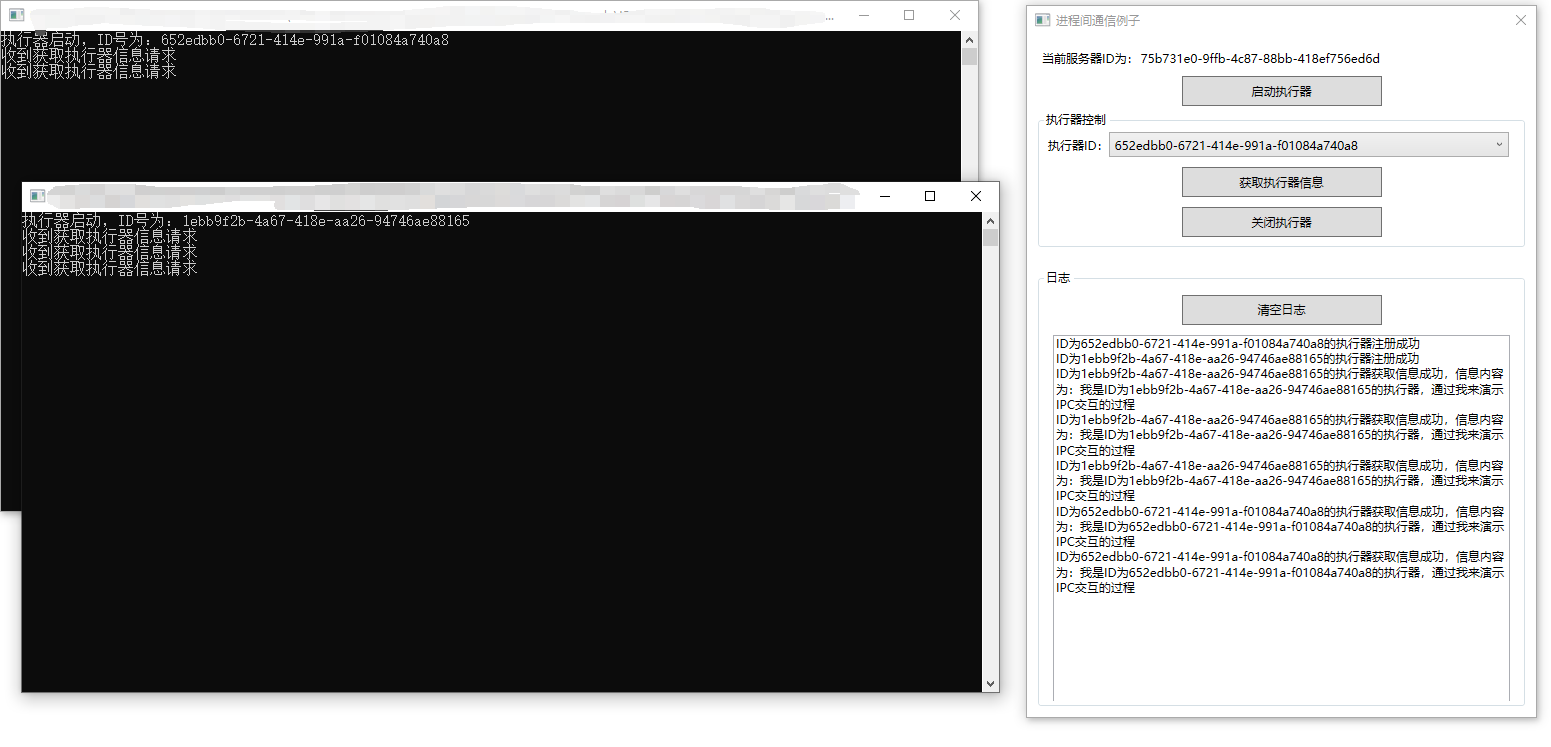 执行器启动，ID号为：652edbb0-6721-414e-991a-f01084a740a8
收到获取执行器信息请求
收到获取执行器信息请求
执行器启动，ID号为：1ebb9f2b-4a67-418e-aa26-94746ae88165
收到获取执行器信息请求
收到获取执行器信息请求
收到获取执行器信息请求
进程间通信例子
当前服务器ID为：75b731e0-9ffb-4c87-88bb-418ef756ed6d
启动执行器
执行器控制
执行器ID：652edbb0-6721-414e-991a-f01084a740a8
获取执行器信息
关闭执行器
日志
清空日志
ID为652edbb0-6721-414e-991a-f01084a740a8的执行器注册成功
ID为1ebb9f2b-4a67-418e-aa26-94746ae88165的执行器注册成功
ID为1ebb9f2b-4a67-418e-aa26-94746ae88165的执行器获取信息成功，信息内容
为：我是ID为1ebb9f2b-4a67-418e-aa26-94746ae88165的执行器，通过我来演示
IPC交互的过程
ID为1ebb9f2b-4a67-418e-aa26-94746ae88165的执行器获取信息成功，信息内容
为：我是ID为1ebb9f2b-4a67-418e-aa26-94746ae88165的执行器，通过我来演示
IPC交互的过程
ID为1ebb9f2b-4a67-418e-aa26-94746ae88165的执行器获取信息成功，信息内容
为：我是ID为1ebb9f2b-4a67-418e-aa26-94746ae88165的执行器，通过我来演示
IPC交互的过程
ID为652edbb0-6721-414e-991a-f01084a740a8的执行器获取信息成功，信息内容
为：我是ID为652edbb0-6721-414e-991a-f01084a740a8的执行器，通过我来演示
IPC交互的过程
ID为652edbb0-6721-414e-991a-f01084a740a8的执行器获取信息成功，信息内容
为：我是ID为652edbb0-6721-414e-991a-f01084a740a8的执行器，通过我来演示
IPC交互的过程